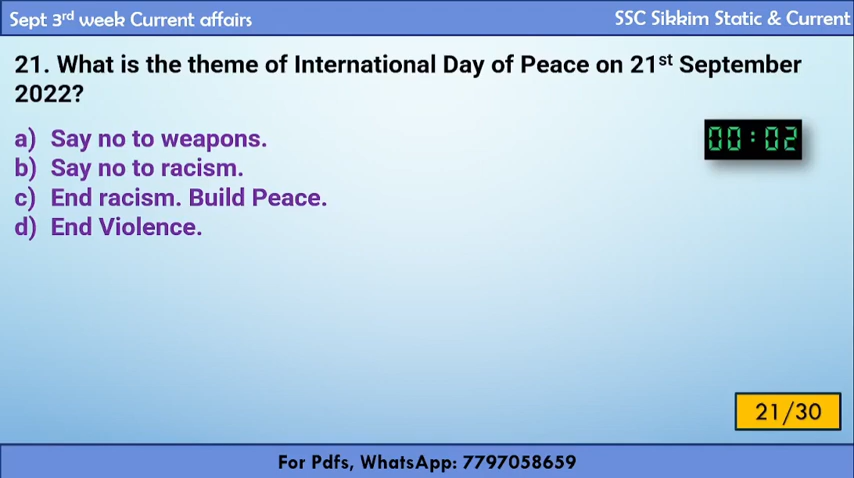 Sept 3rd week Current affairs
SSC Sikkim Static & Current
21. What is the theme of International Day of Peace on 21st September
2022?
a) Say no to weapons.
b) Say no to racism.
c) End racism. Build Peace.
d) End Violence.
00:02
21/30
For Pdfs, WhatsApp: 7797058659